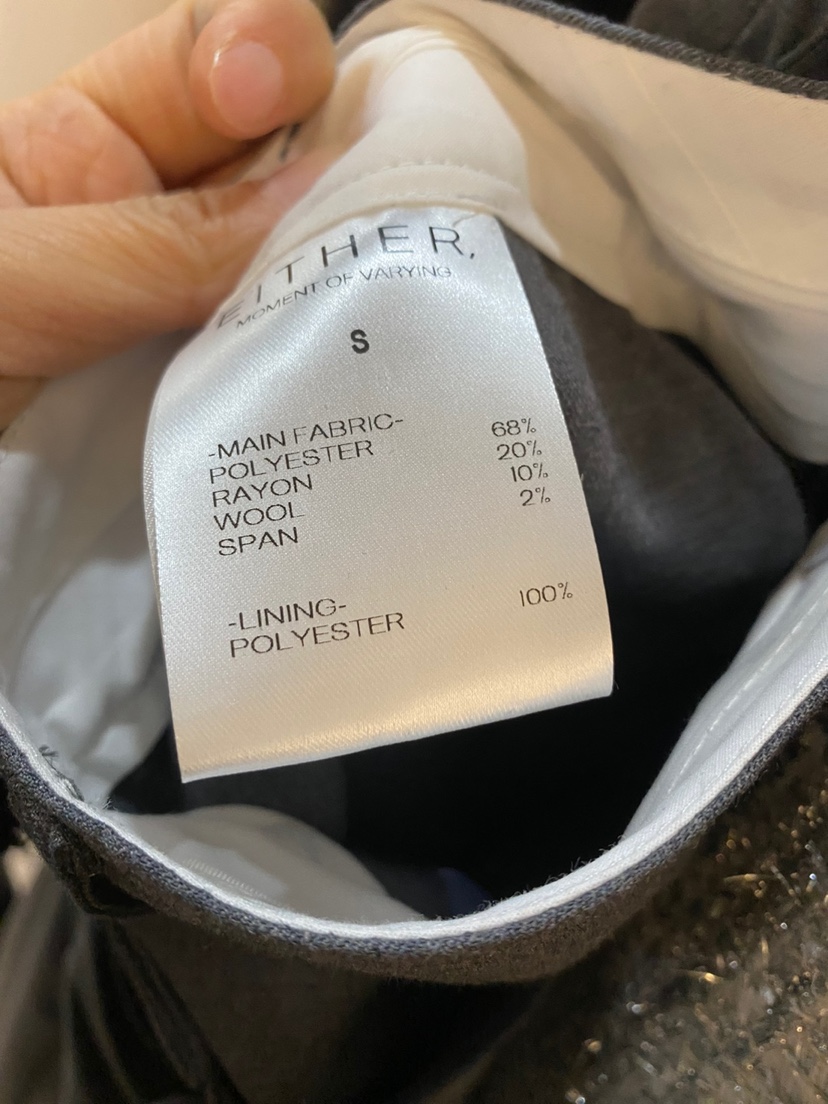 EITHER,
MOMENT OF VARYING
S
-MAIN FABRIC-
POLYESTER 68%
RAYON 20%
WOOL 10%
SPAN 2%
-LINING-
POLYESTER 100%